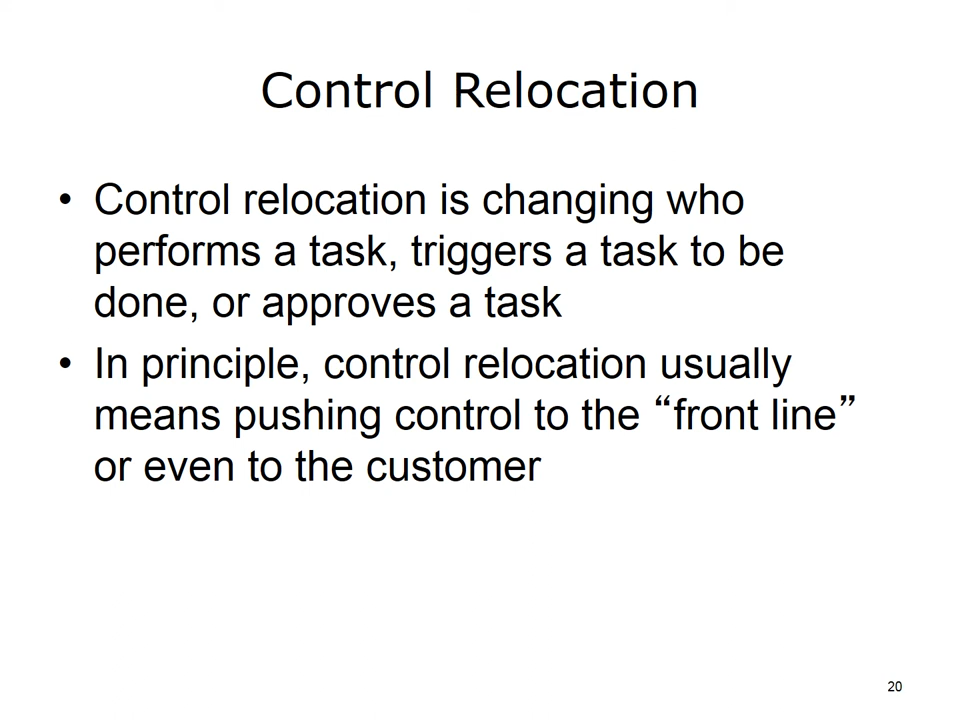 Control Relocation
• Control relocation is changing who
performs a task, triggers a task to be
done, or approves a task
• In principle, control relocation usually
means pushing control to the “front line”
or even to the customer
20